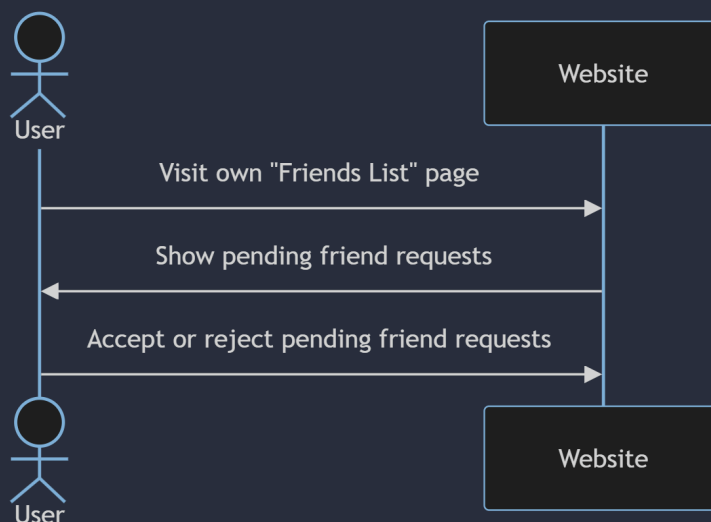 User
Website
Visit own "Friends List" page
Show pending friend requests
Accept or reject pending friend requests
User
Website